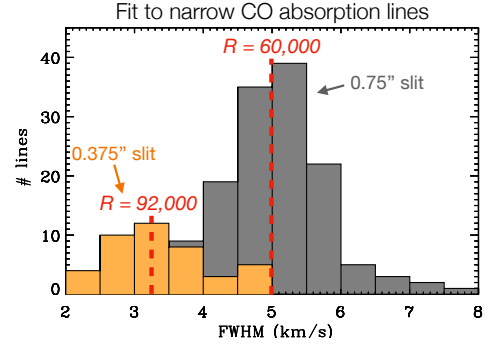 Fit to narrow CO absorption lines
R = 60,000
0.75" slit
0.375" slit
R = 92,000
# lines
40
30
20
10
0
2 3 4 5 6 7 8
FWHM (km/s)